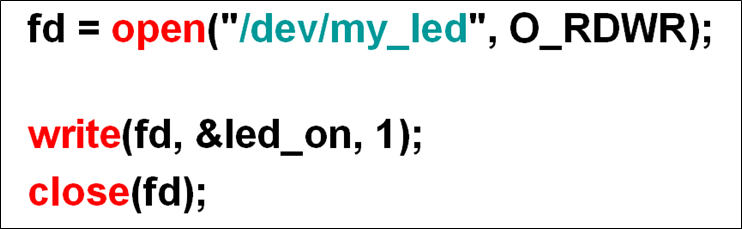 fd = open("/dev/my_led", O_RDWR);
write(fd, &led_on, 1);
close(fd);